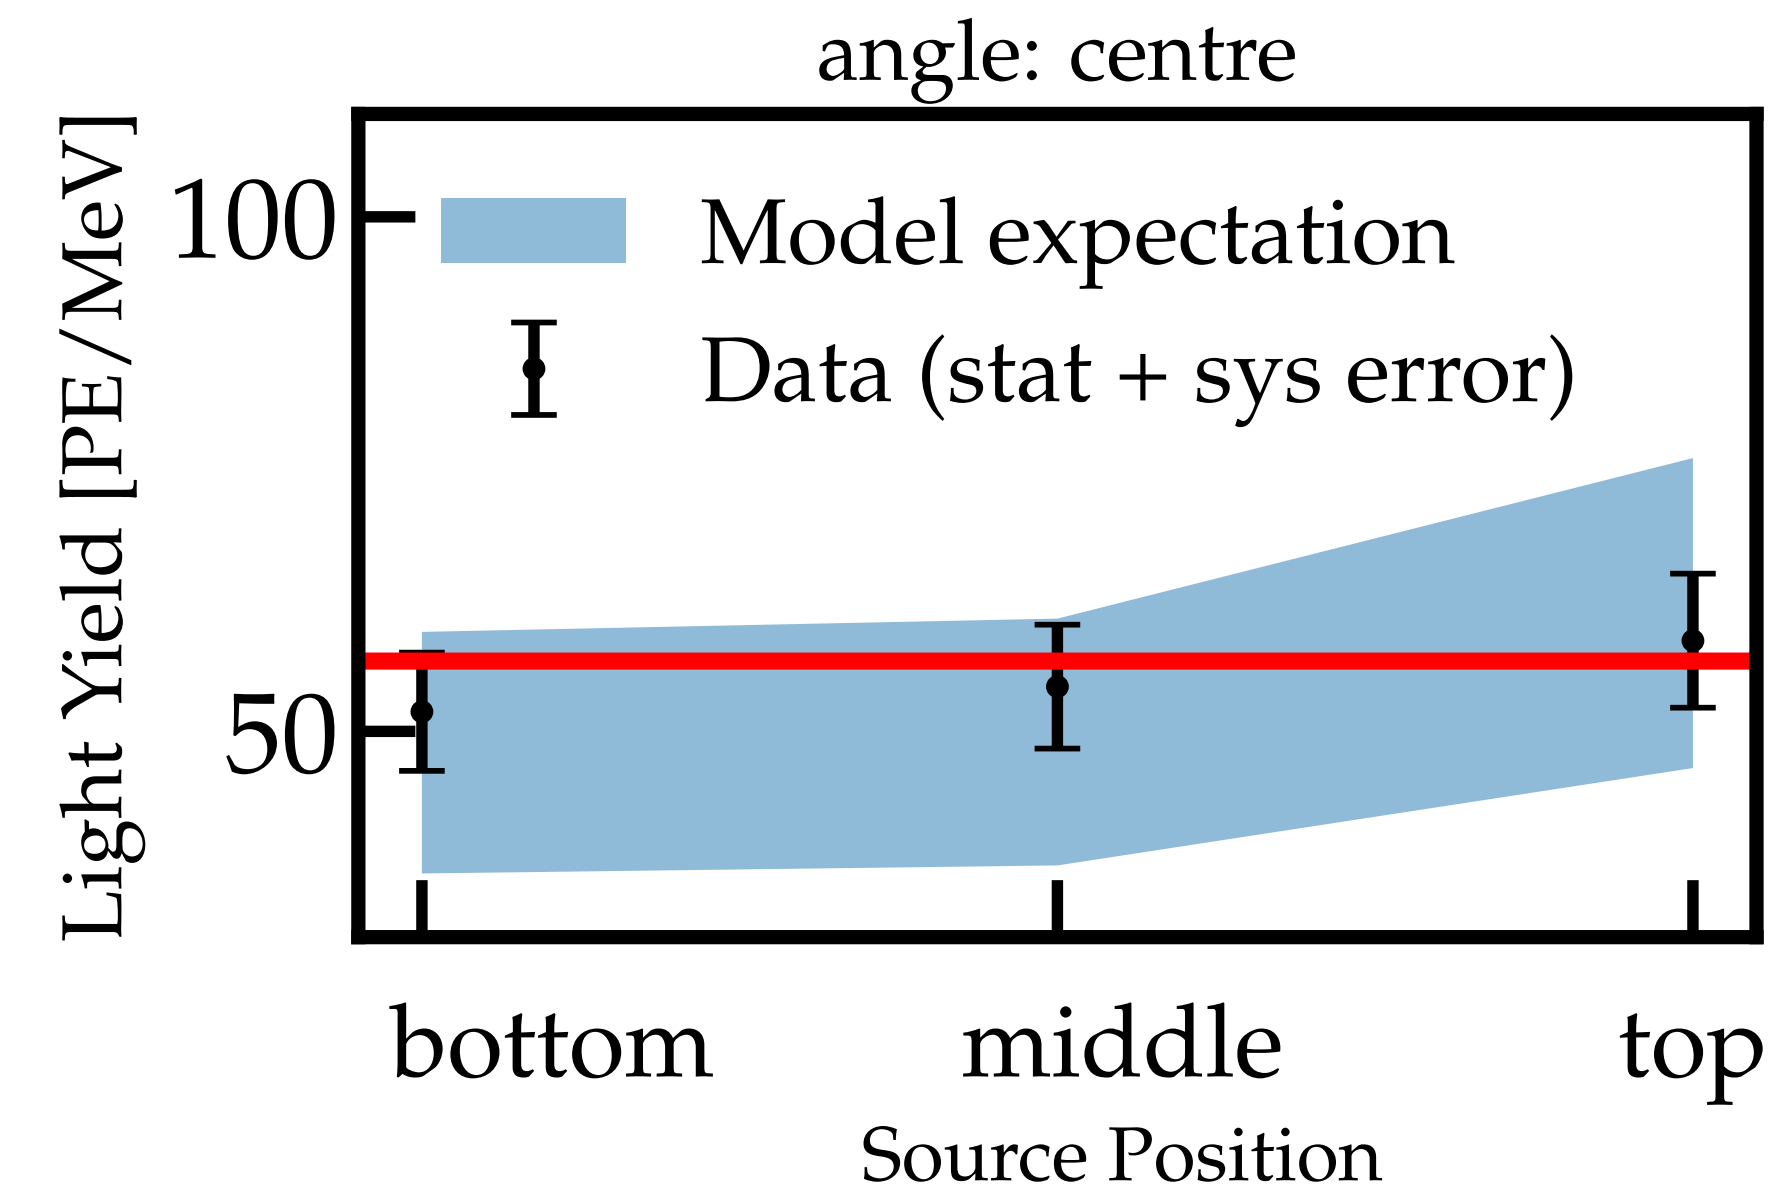 angle: centre
Light Yield [PE/MeV]
100
50
Model expectation
Data (stat + sys error)
bottom
middle
top
Source Position